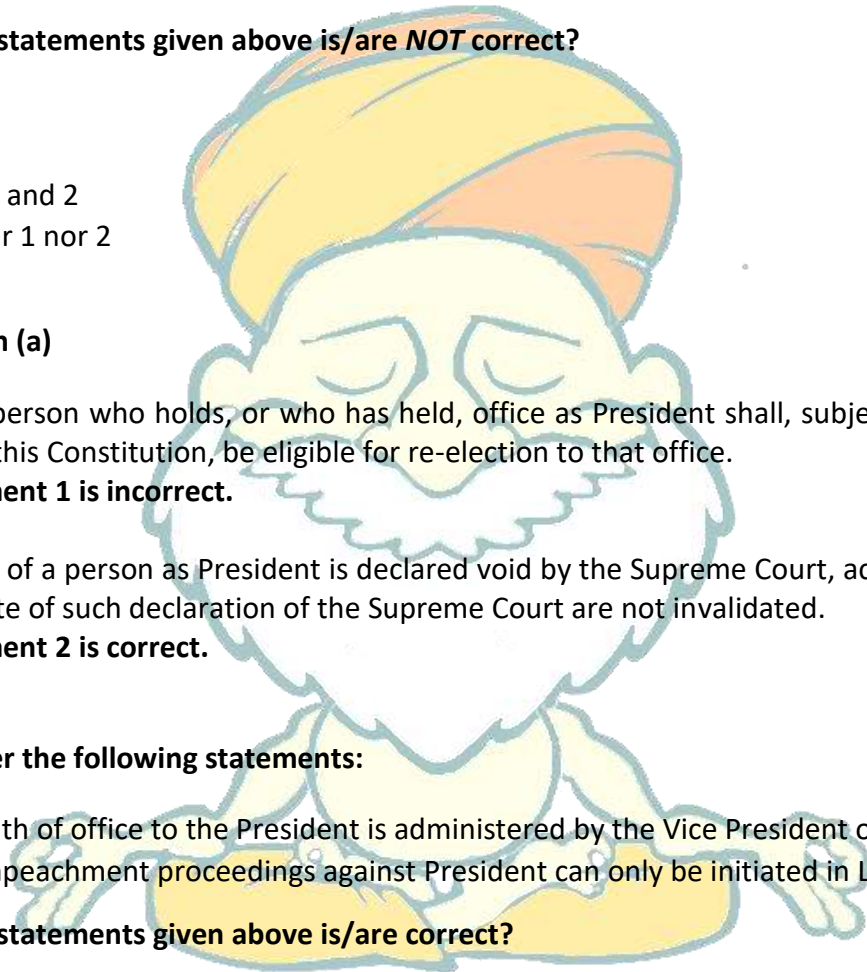 statements given above is/are NOT correct?
and 2
r 1 nor 2
n (a)
person who holds, or who has held, office as President shall, subje
this Constitution, be eligible for re-election to that office.
ent 1 is incorrect.
of a person as President is declared void by the Supreme Court, a
te of such declaration of the Supreme Court are not invalidated.
ent 2 is correct.
er the following statements:
th of office to the President is administered by the Vice President o
peachment proceedings against President can only be initiated in L
statements given above is/are correct?